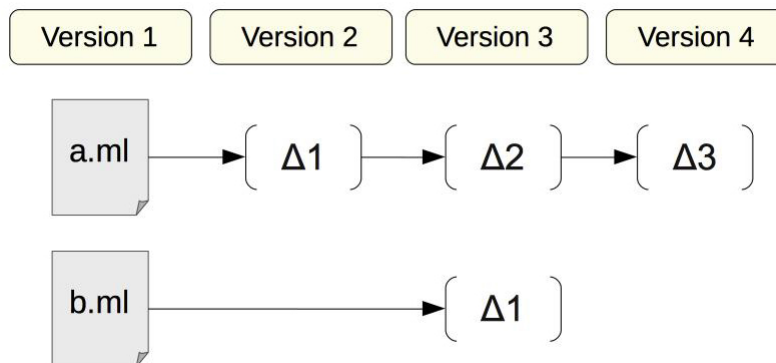 Version 1 Version 2 Version 3 Version 4
a.ml Δ1 Δ2 Δ3
b.ml Δ1